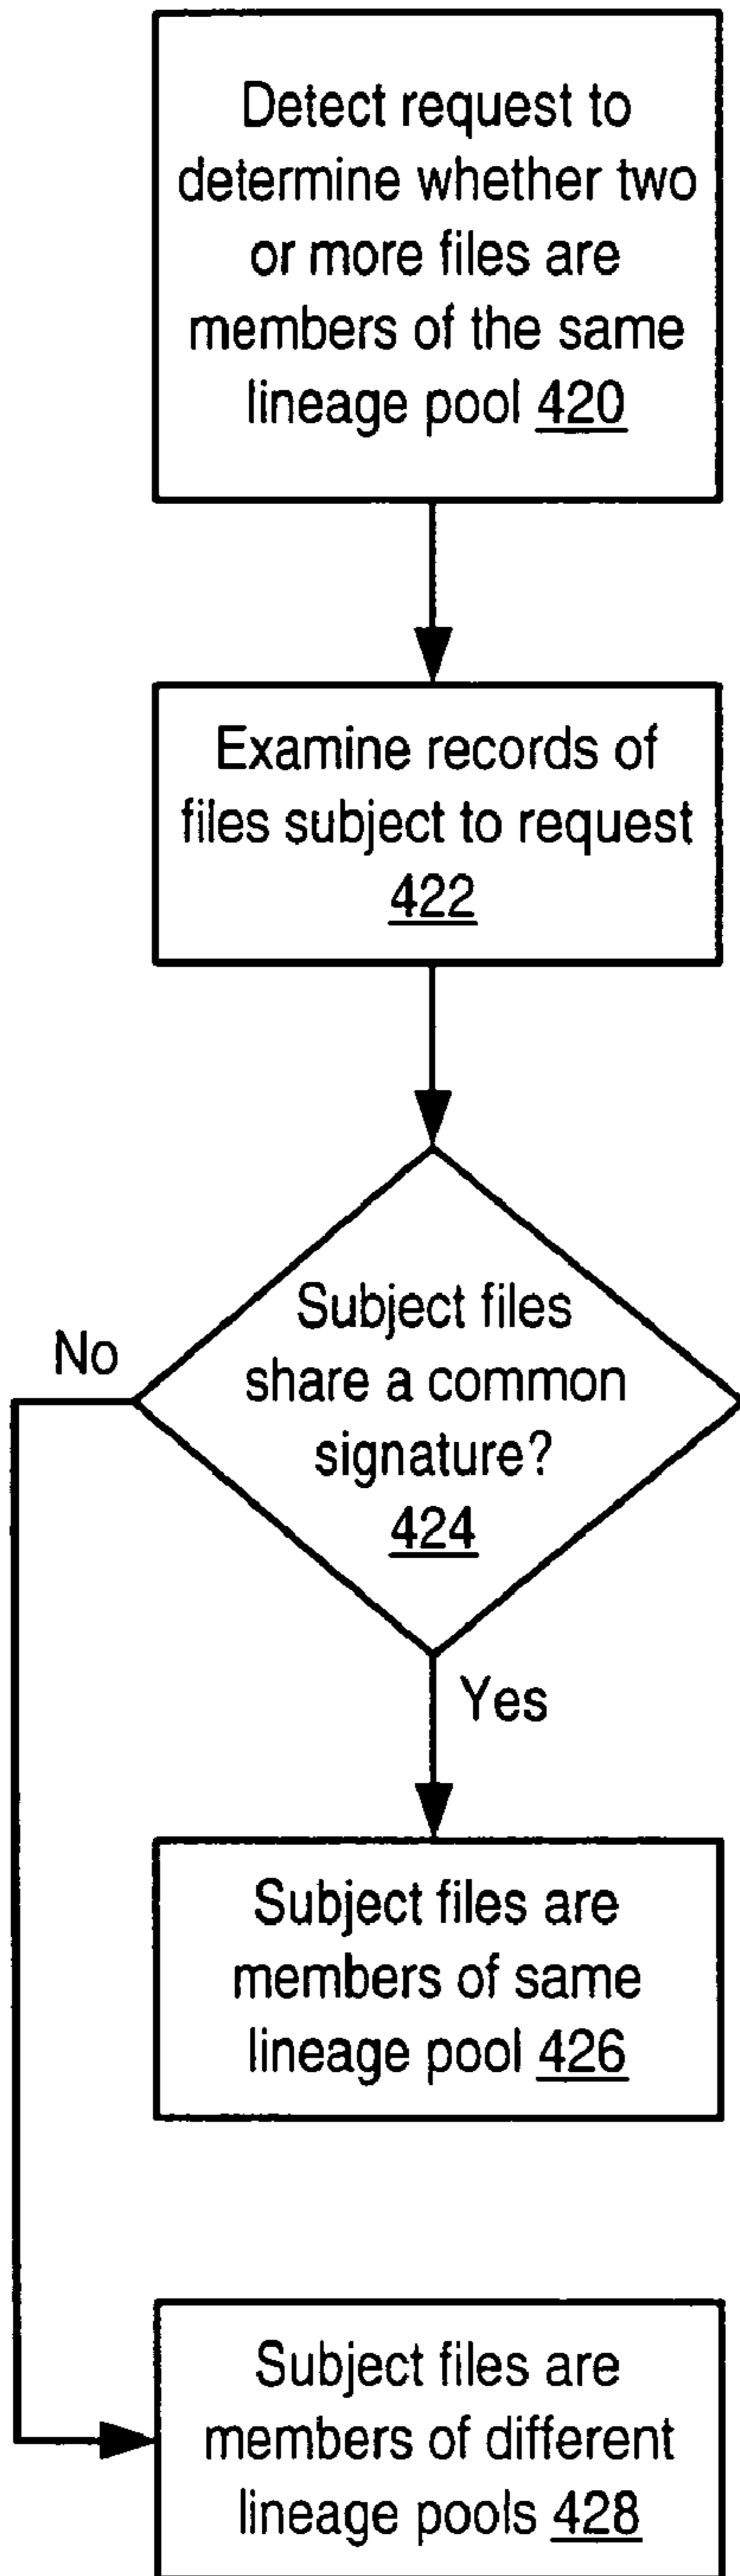 Detect request to
determine whether two
or more files are
members of the same
lineage pool 420
Examine records of
files subject to request
422
Subject files
share a common
signature?
424
No
Yes
Subject files are
members of same
lineage pool 426
Subject files are
members of different
lineage pools 428